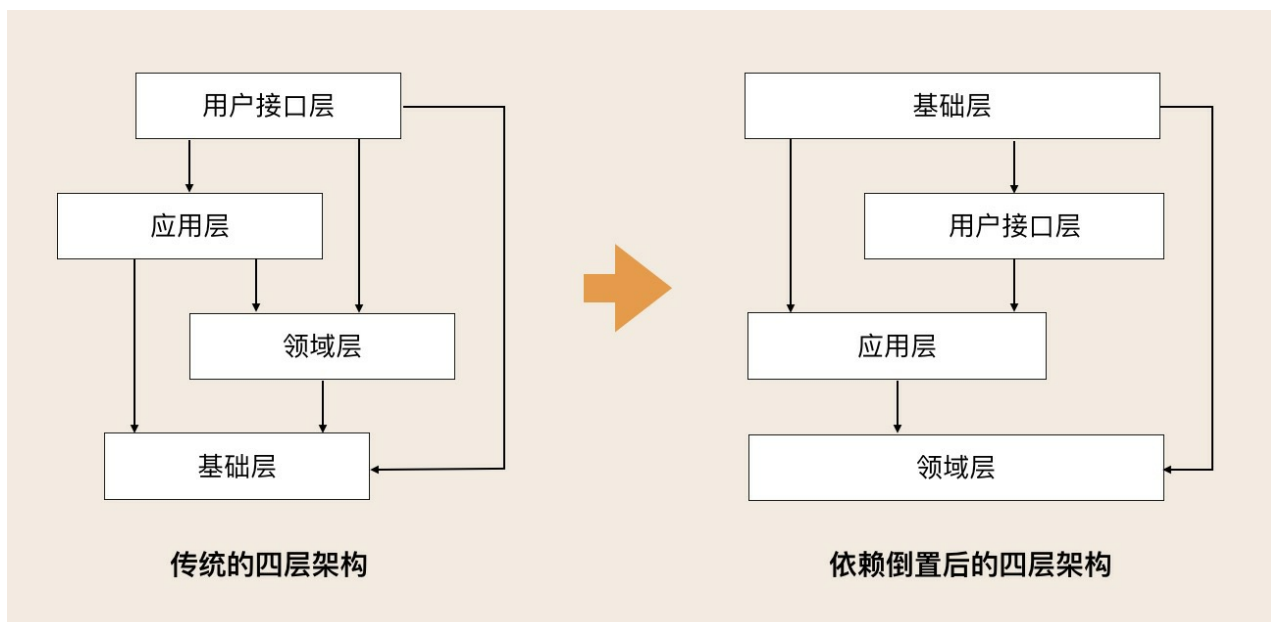 用户接口层
应用层
领域层
基础层
传统的四层架构
基础层
用户接口层
应用层
领域层
依赖倒置后的四层架构